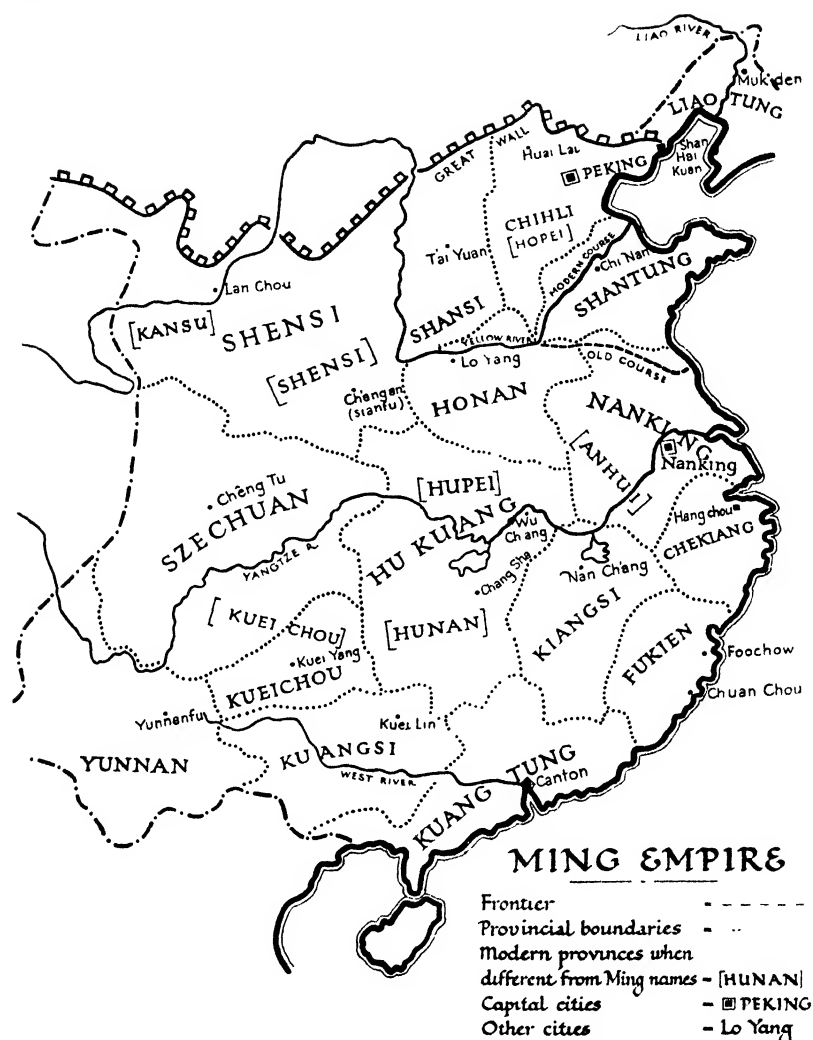 LIAO RIVER
Muk den
LIAO TUNG
GREAT WALL
Huai Lai
PEKING
Shan
Hai
Kuan
CHIHLI
[HOPEI]
T'ai Yuan
MODERN COURSE
Chi Nan
SHANTUNG
Lan Chou
[KANSU]
SHENSI
SHANSI
[SHENSI]
YELLOW RIVER
OLD COURSE
Lo Yang
Ch'angan
(SIANFU)
HONAN
NANKING
Nanking
[ANHUI]
[HUPEI]
Chêng Tu
SZECHUAN
Hang chou
CHEKIANG
HU KUANG
Wu
Ch'ang
YANGTZE R.
Chang Sha
Nan Ch'ang
[KUEI CHOU]
[HUNAN]
KIANGSI
FUKIEN
Foochow
Kuei Yang
KUEICHOU
Chuan Chou
Yunnanfu
Kuei Lin
YUNNAN
KUANGSI
WEST RIVER
KUANG TUNG
Canton
MING EMPIRE
Frontier
Provincial boundaries
Modern provinces when
different from Ming names - [HUNAN]
Capital cities - PEKING
Other cities - Lo Yang